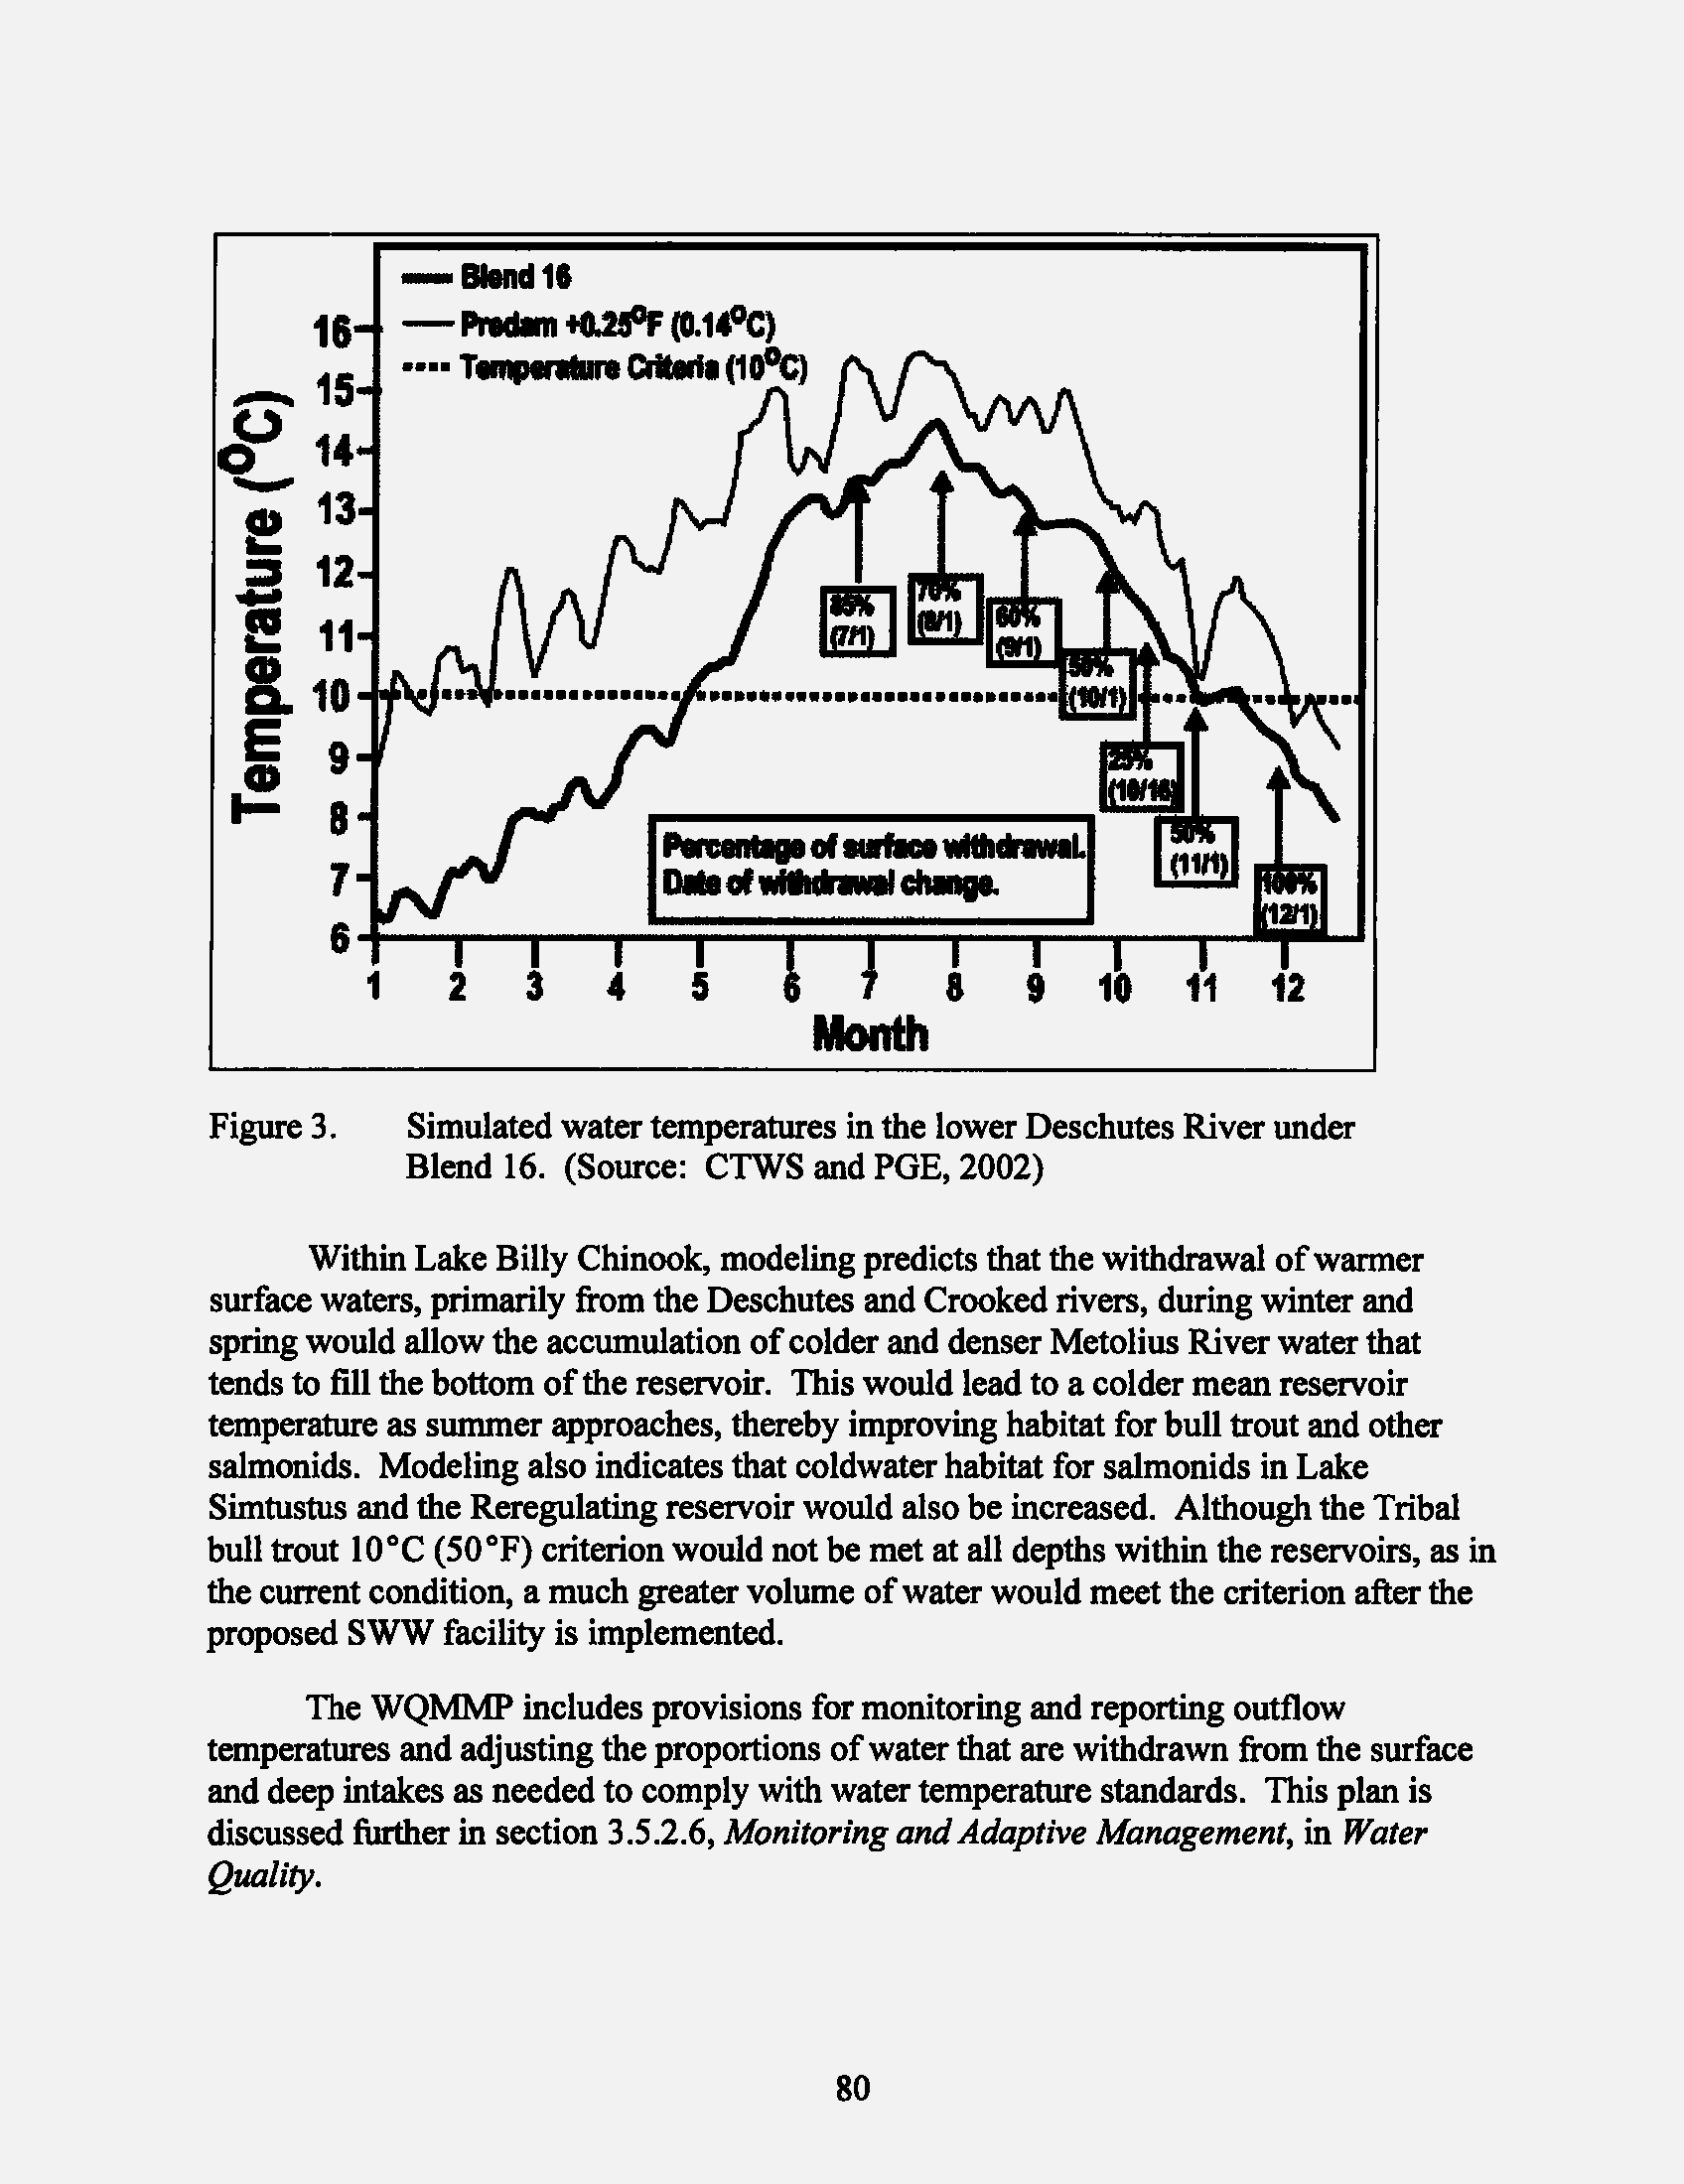 Blend 16
Predam +0.25°F (0.14°C)
Temperature Criteria (10°C)
Temperature (°C)
16
15
14
13
12
11
10
9
8
7
6
85%
(7/1)
70%
(8/1)
60%
(9/1)
50%
(10/1)
25%
(10/16)
50%
(11/1)
100%
(12/1)
Percentage of surface withdrawal.
Date of withdrawal change.
1 2 3 4 5 6 7 8 9 10 11 12
Month
Figure 3. Simulated water temperatures in the lower Deschutes River under
Blend 16. (Source: CTWS and PGE, 2002)
Within Lake Billy Chinook, modeling predicts that the withdrawal of warmer
surface waters, primarily from the Deschutes and Crooked rivers, during winter and
spring would allow the accumulation of colder and denser Metolius River water that
tends to fill the bottom of the reservoir. This would lead to a colder mean reservoir
temperature as summer approaches, thereby improving habitat for bull trout and other
salmonids. Modeling also indicates that coldwater habitat for salmonids in Lake
Simtustus and the Reregulating reservoir would also be increased. Although the Tribal
bull trout 10°C (50°F) criterion would not be met at all depths within the reservoirs, as in
the current condition, a much greater volume of water would meet the criterion after the
proposed SWW facility is implemented.
The WQMMP includes provisions for monitoring and reporting outflow
temperatures and adjusting the proportions of water that are withdrawn from the surface
and deep intakes as needed to comply with water temperature standards. This plan is
discussed further in section 3.5.2.6, Monitoring and Adaptive Management, in Water
Quality.
80